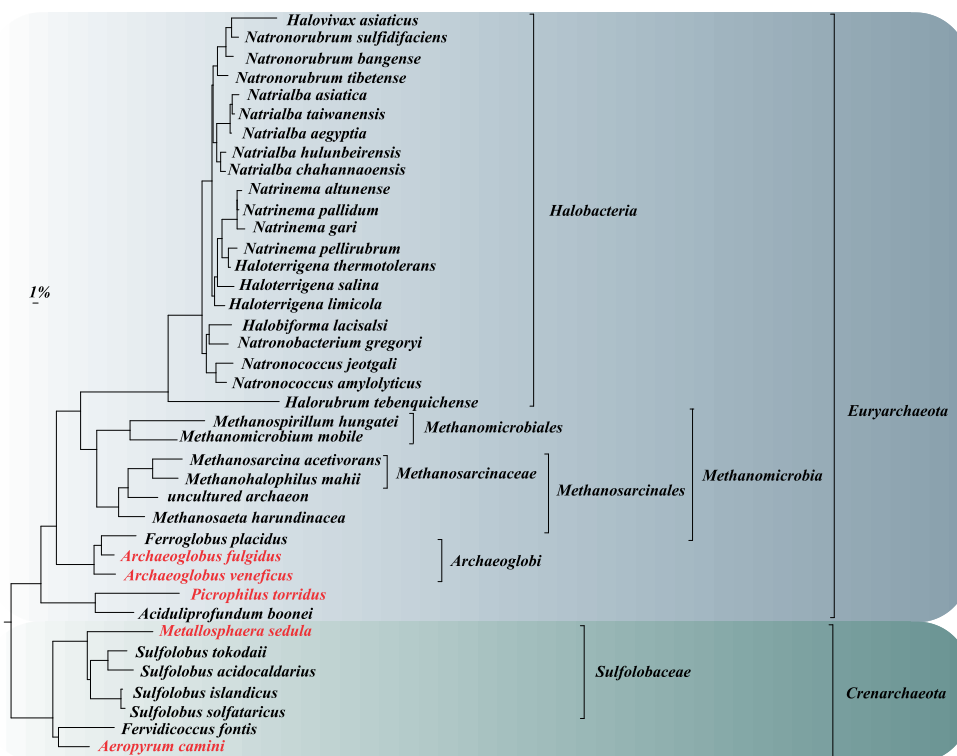 Halovivax asiaticus
Natronorubrum sulfidifaciens
Natronorubrum bangense
Natronorubrum tibetense
Natrialba asiatica
Natrialba taiwanensis
Natrialba aegyptia
Natrialba hulunbeirensis
Natrialba chahannaoensis
Natrinema altunense
Natrinema pallidum
Halobacteria
Natrinema gari
Natrinema pellirubrum
Haloterrigena thermotolerans
Haloterrigena salina
1%
Haloterrigena limicola
Halobiforma lacisalsi
Natronobacterium gregoryi
Natronococcus jeotgali
Natronococcus amylolyticus
Halorubrum tebenquichense
Euryarchaeota
Methanospirillum hungatei
Methanomicrobiales
Methanomicrobium mobile
Methanosarcina acetivorans
Methanosarcinaceae
Methanomicrobia
Methanohalophilus mahii
Methanosarcinales
uncultured archaeon
Methanosaeta harundinacea
Ferroglobus placidus
Archaeoglobus fulgidus
Archaeoglobi
Archaeoglobus veneficus
Picrophilus torridus
Aciduliprofundum boonei
Metallosphaera sedula
Sulfolobus tokodaii
Sulfolobus acidocaldarius
Sulfolobaceae
Sulfolobus islandicus
Crenarchaeota
Sulfolobus solfataricus
Fervidicoccus fontis
Aeropyrum camini